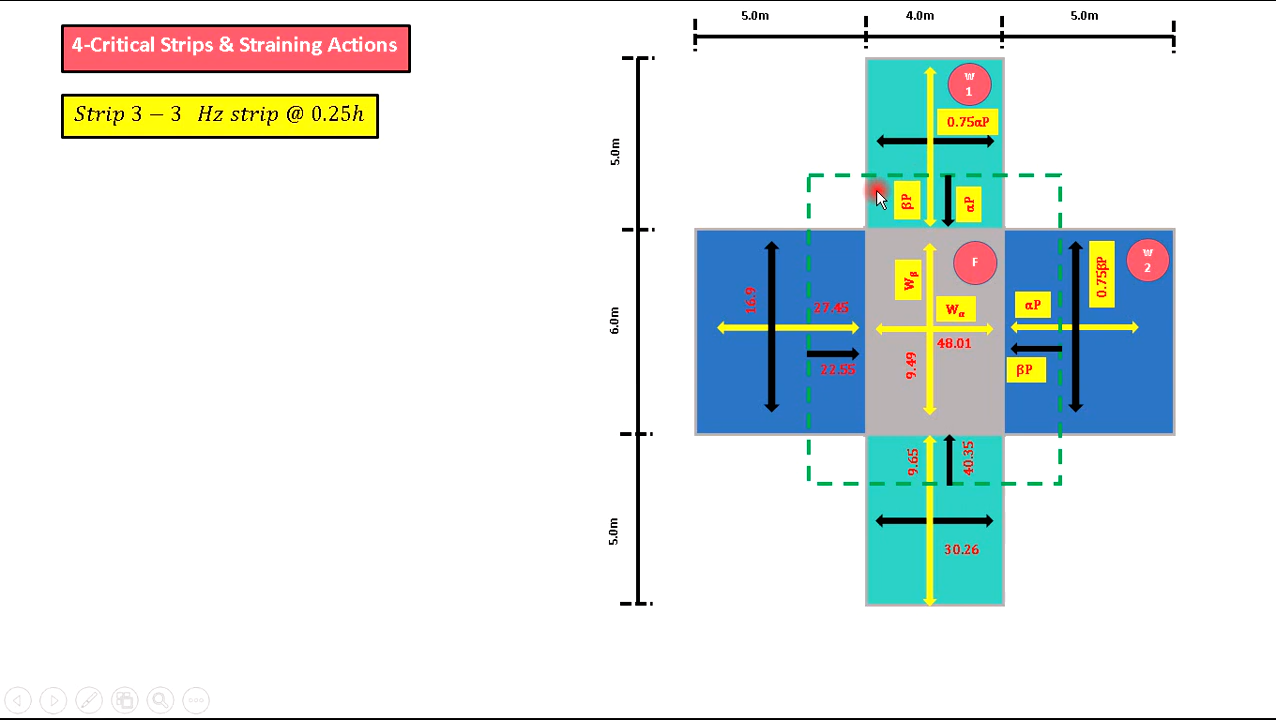 4-Critical Strips & Straining Actions
Strip 3 − 3 Hz strip @ 0.25h
5.0m
4.0m
5.0m
5.0m
6.0m
5.0m
W
1
0.75αP
βP
αP
W
2
0.75βP
F
Wβ
Wα
αP
βP
16.9
27.45
22.55
48.01
9.49
9.65
40.35
30.26